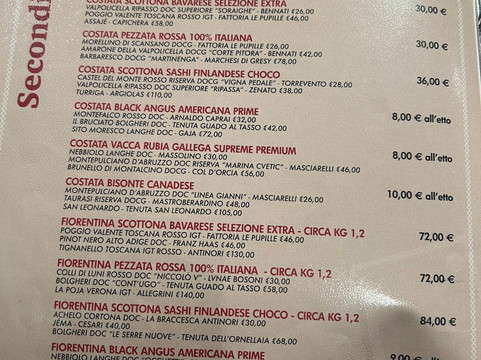 Secondi
COSTATA SCOTTONA BAVARESE SELEZIONE EXTRA 30,00 €
VALPOLICELLA RIPASSO DOC SUPERIORE "SORAIGHE" - BENNATI €26,00
POGGIO VALENTE TOSCANA ROSSO IGT - FATTORIA LE PUPILLE €46,00
ASSAJÉ - CAPICHERA €58,00
COSTATA PEZZATA ROSSA 100% ITALIANA 30,00 €
MORELLINO DI SCANSANO DOCG - FATTORIA LE PUPILLE €26,00
AMARONE DELLA VALPOLICELLA DOCG "CORTE PITORA" - BENNATI €42,00
BARBARESCO DOCG "MARTINENGA" - MARCHESI DI GRESY €78,00
COSTATA SCOTTONA SASHI FINLANDESE CHOCO 36,00 €
CASTEL DEL MONTE ROSSO RISERVA DOCG "VIGNA PEDALE" - TORREVENTO €28,00
VALPOLICELLA RIPASSO DOC SUPERIORE "RIPASSA" - ZENATO €38,00
TURRIGA - ARGIOLAS €110,00
COSTATA BLACK ANGUS AMERICANA PRIME 8,00 € all'etto
MONTEFALCO ROSSO DOC - ARNALDO CAPRAI €32,00
IL BRUCIATO BOLGHERI DOC - TENUTA GUADO AL TASSO €42,00
SITO MORESCO LANGHE DOC - GAJA €72,00
COSTATA VACCA RUBIA GALLEGA SUPREME PREMIUM 8,00 € all'etto
NEBBIOLO LANGHE DOC - MASSOLINO €30,00
MONTEPULCIANO D'ABRUZZO DOC RISERVA "MARINA CVETIC" - MASCIARELLI €46,00
BRUNELLO DI MONTALCINO DOCG - COL D'ORCIA €56,00
COSTATA BISONTE CANADESE 10,00 € all'etto
MONTEPULCIANO D'ABRUZZO DOC "LINEA GIANNI" - MASCIARELLI €26,00
TAURASI RISERVA DOCG - MASTROBERARDINO €48,00
SAN LEONARDO - TENUTA SAN LEONARDO €105,00
FIORENTINA SCOTTONA BAVARESE SELEZIONE EXTRA - CIRCA KG 1,2 72,00 €
POGGIO VALENTE TOSCANA ROSSO IGT - FATTORIA LE PUPILLE €46,00
PINOT NERO ALTO ADIGE DOC - FRANZ HAAS €46,00
TIGNANELLO TOSCANA IGT ROSSO - ANTINORI €130,00
FIORENTINA PEZZATA ROSSA 100% ITALIANA - CIRCA KG 1,2 72,00 €
COLLI DI LUNI ROSSO DOC "NICCOLÒ V" - LVNAE BOSONI €30,00
BOLGHERI DOC "CONT'UGO" - TENUTA GUADO AL TASSO €58,00
LA POJA VERONA IGT - ALLEGRINI €140,00
FIORENTINA SCOTTONA SASHI FINLANDESE CHOCO - CIRCA KG 1,2 84,00 €
ACHELO CORTONA DOC - LA BRACCESCA ANTINORI €30,00
JÈMA - CESARI €40,00
BOLGHERI DOC "LE SERRE NUOVE" - TENUTA DELL'ORNELLAIA €68,00
FIORENTINA BLACK ANGUS AMERICANA PRIME 9,00 € all'etto
NEBBIOLO LANGHE DOC